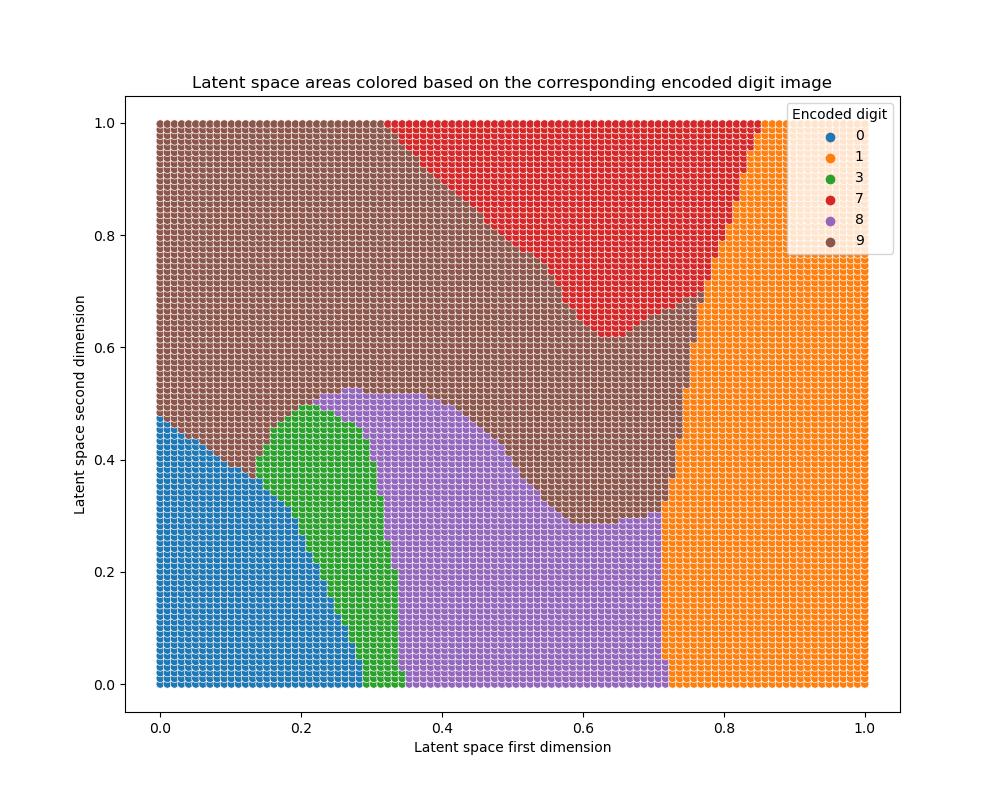 Latent space areas colored based on the corresponding encoded digit image
Encoded digit
0
1
3
7
8
9
1.0
0.8
0.6
0.4
0.2
0.0
Latent space second dimension
0.0 0.2 0.4 0.6 0.8 1.0
Latent space first dimension